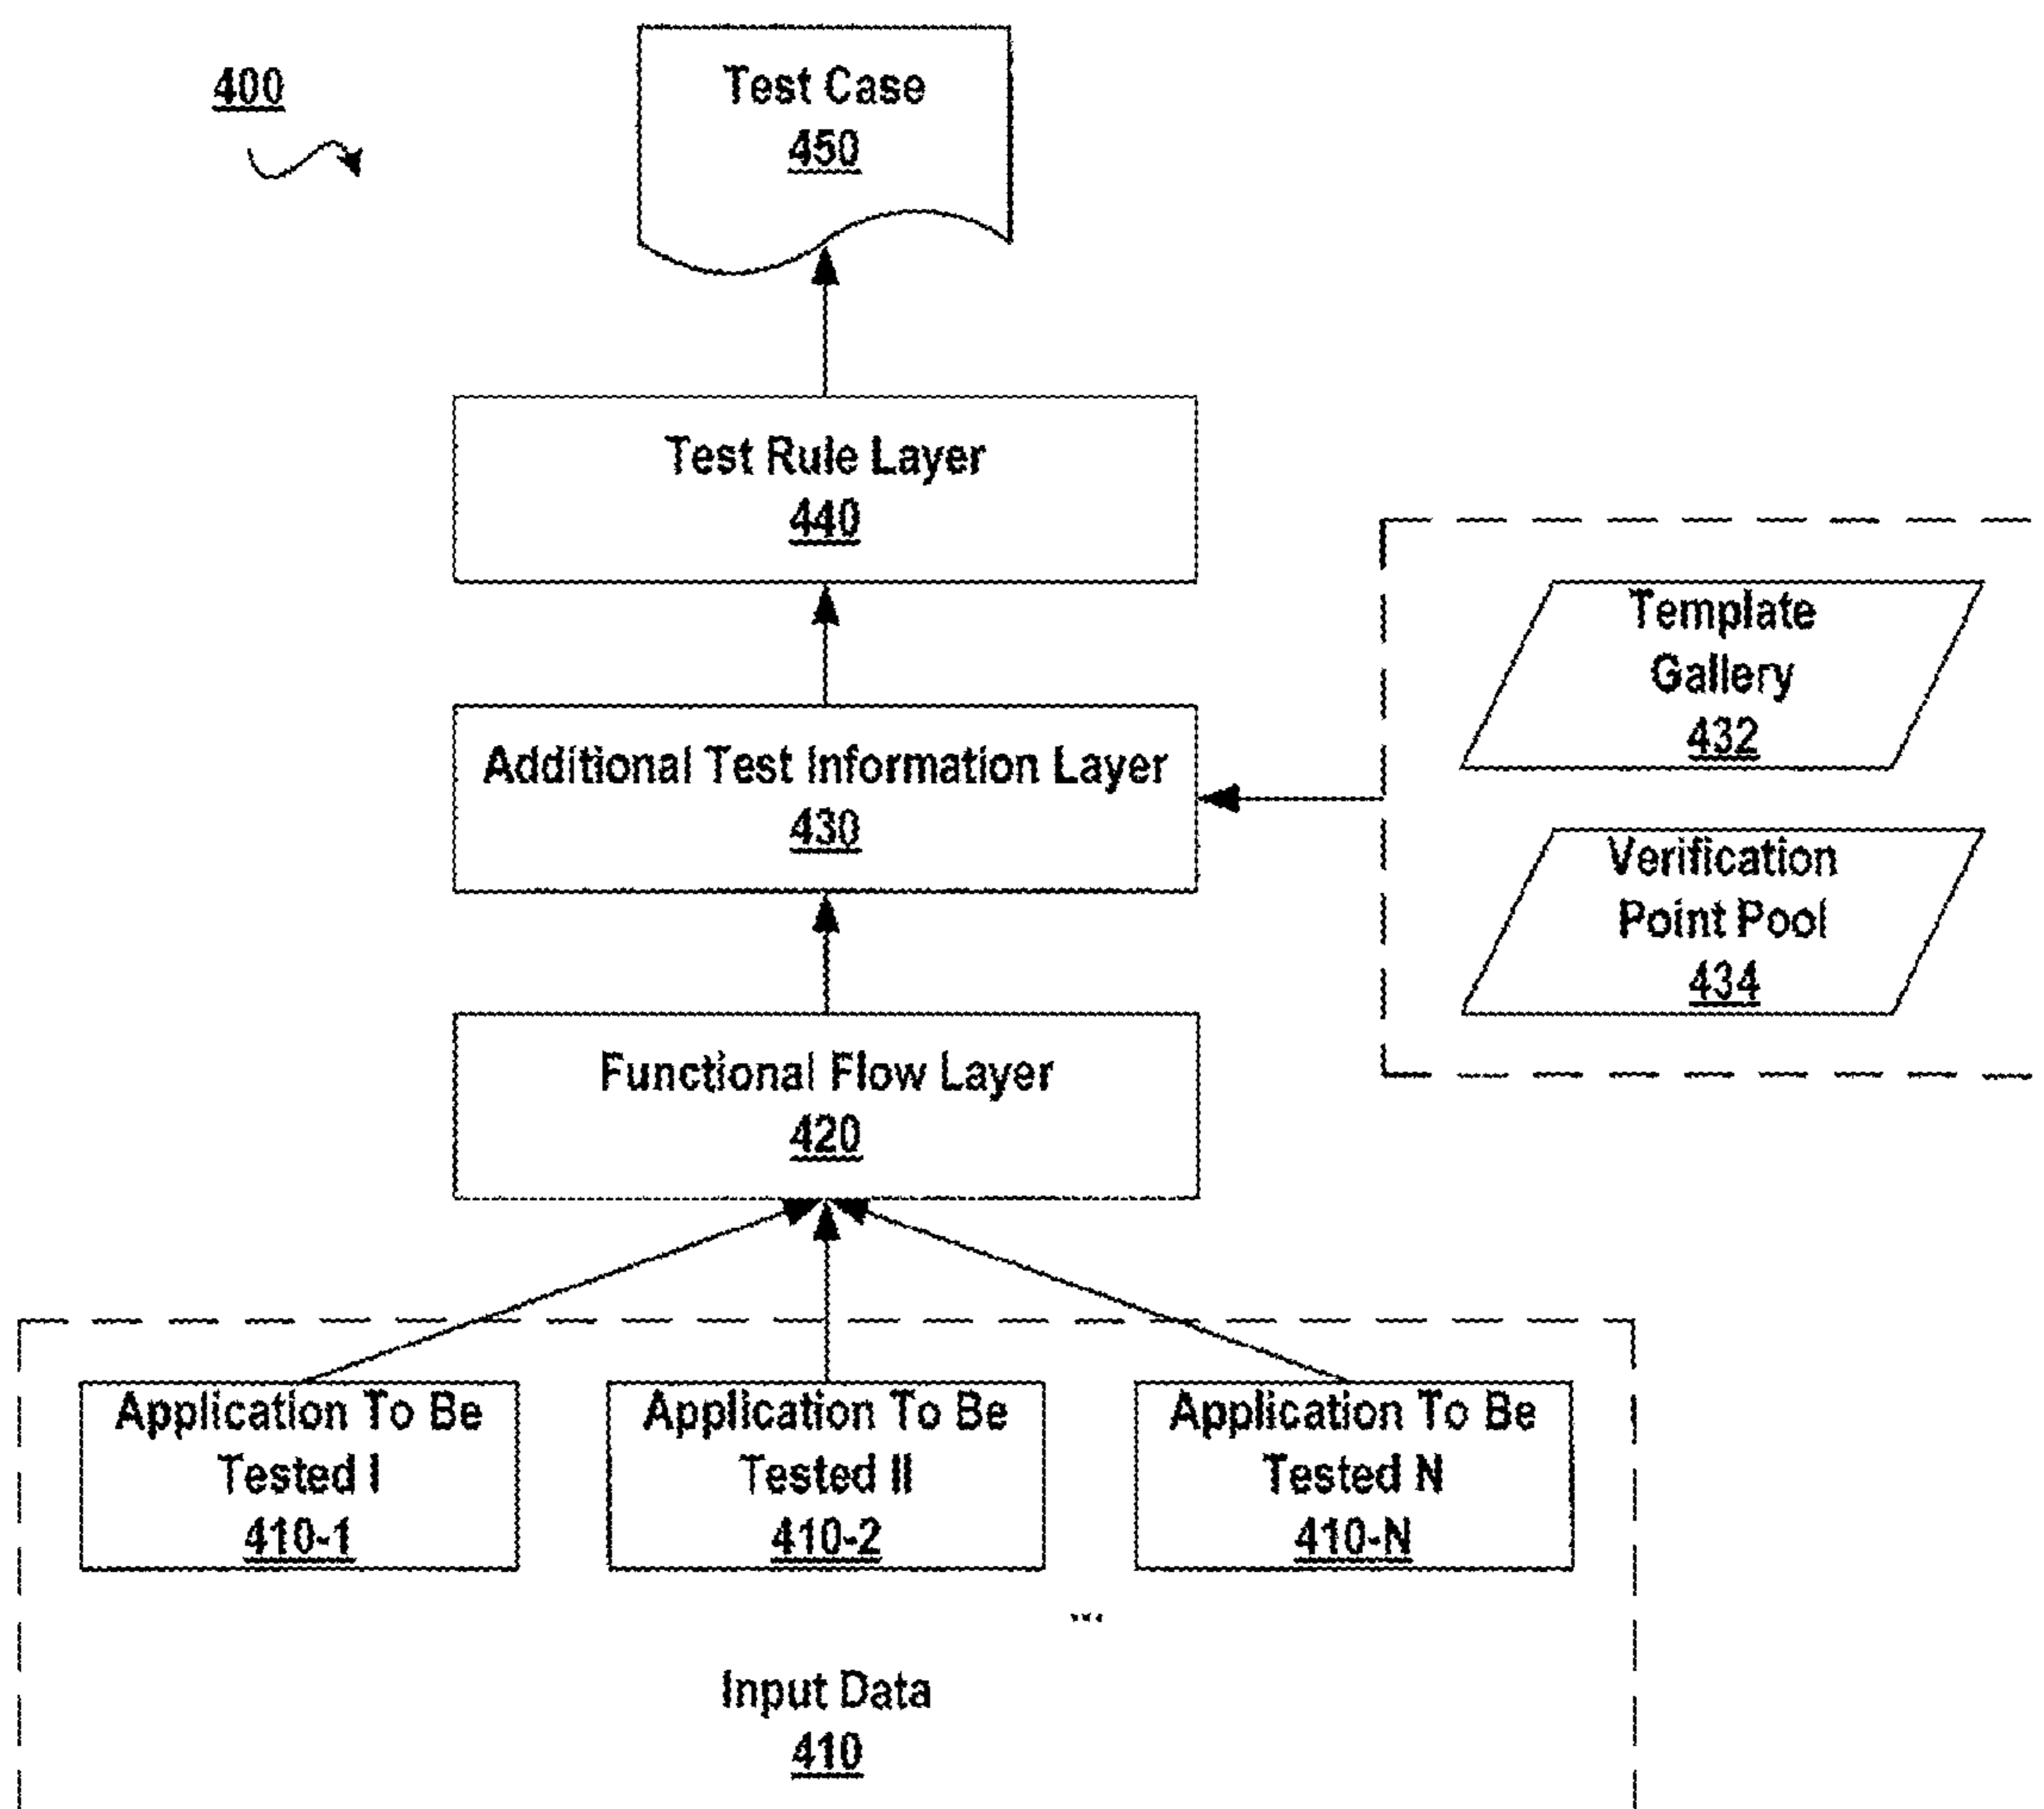 400
Test Case
450
Test Rule Layer
440
Template
Gallery
432
Additional Test Information Layer
430
Verification
Point Pool
434
Functional Flow Layer
420
Application To Be
Tested I
410-1
Application To Be
Tested II
410-2
Application To Be
Tested N
410-N
...
Input Data
410